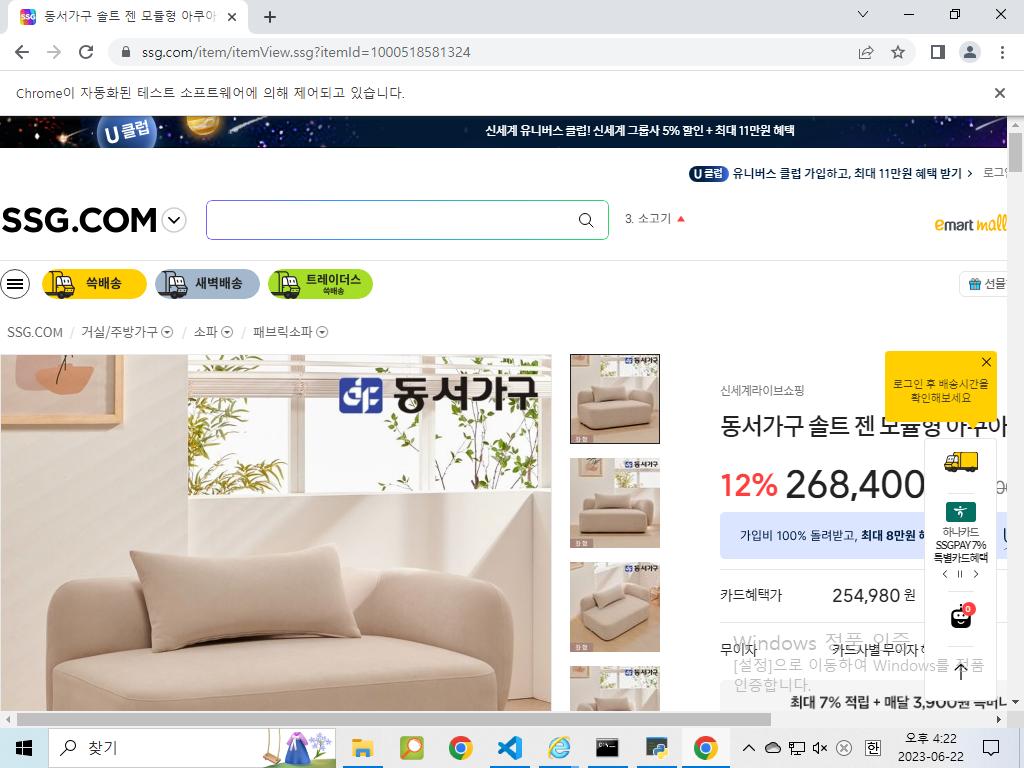 동서가구 솔트 젠 모듈형 아쿠아
ssg.com/item/itemView.ssg?itemId=1000518581324
Chrome이 자동화된 테스트 소프트웨어에 의해 제어되고 있습니다.
U 클럽
신세계 유니버스 클럽! 신세계 그룹사 5% 할인 + 최대 11만원 혜택
U 클럽 유니버스 클럽 가입하고, 최대 11만원 혜택 받기
로그인
SSG.COM
3. 소고기
emart mall
쓱배송
새벽배송
트레이더스
쓱배송
선물
SSG.COM / 거실/주방가구 / 소파 / 패브릭소파
동서가구
로그인 후 배송시간을
확인해보세요
신세계라이브쇼핑
동서가구 솔트 젠 모듈형 아쿠아
12% 268,400
가입비 100% 돌려받고, 최대 8만원
하나카드
SSGPAY 7%
특별카드혜택
카드혜택가 254,980 원
0
무이자 카드사별 무이자
Windows 정품 인증
[설정]으로 이동하여 Windows를 정품
인증합니다.
최대 7% 적립 + 매달 3,900원
찾기
한
오후 4:22
2023-06-22